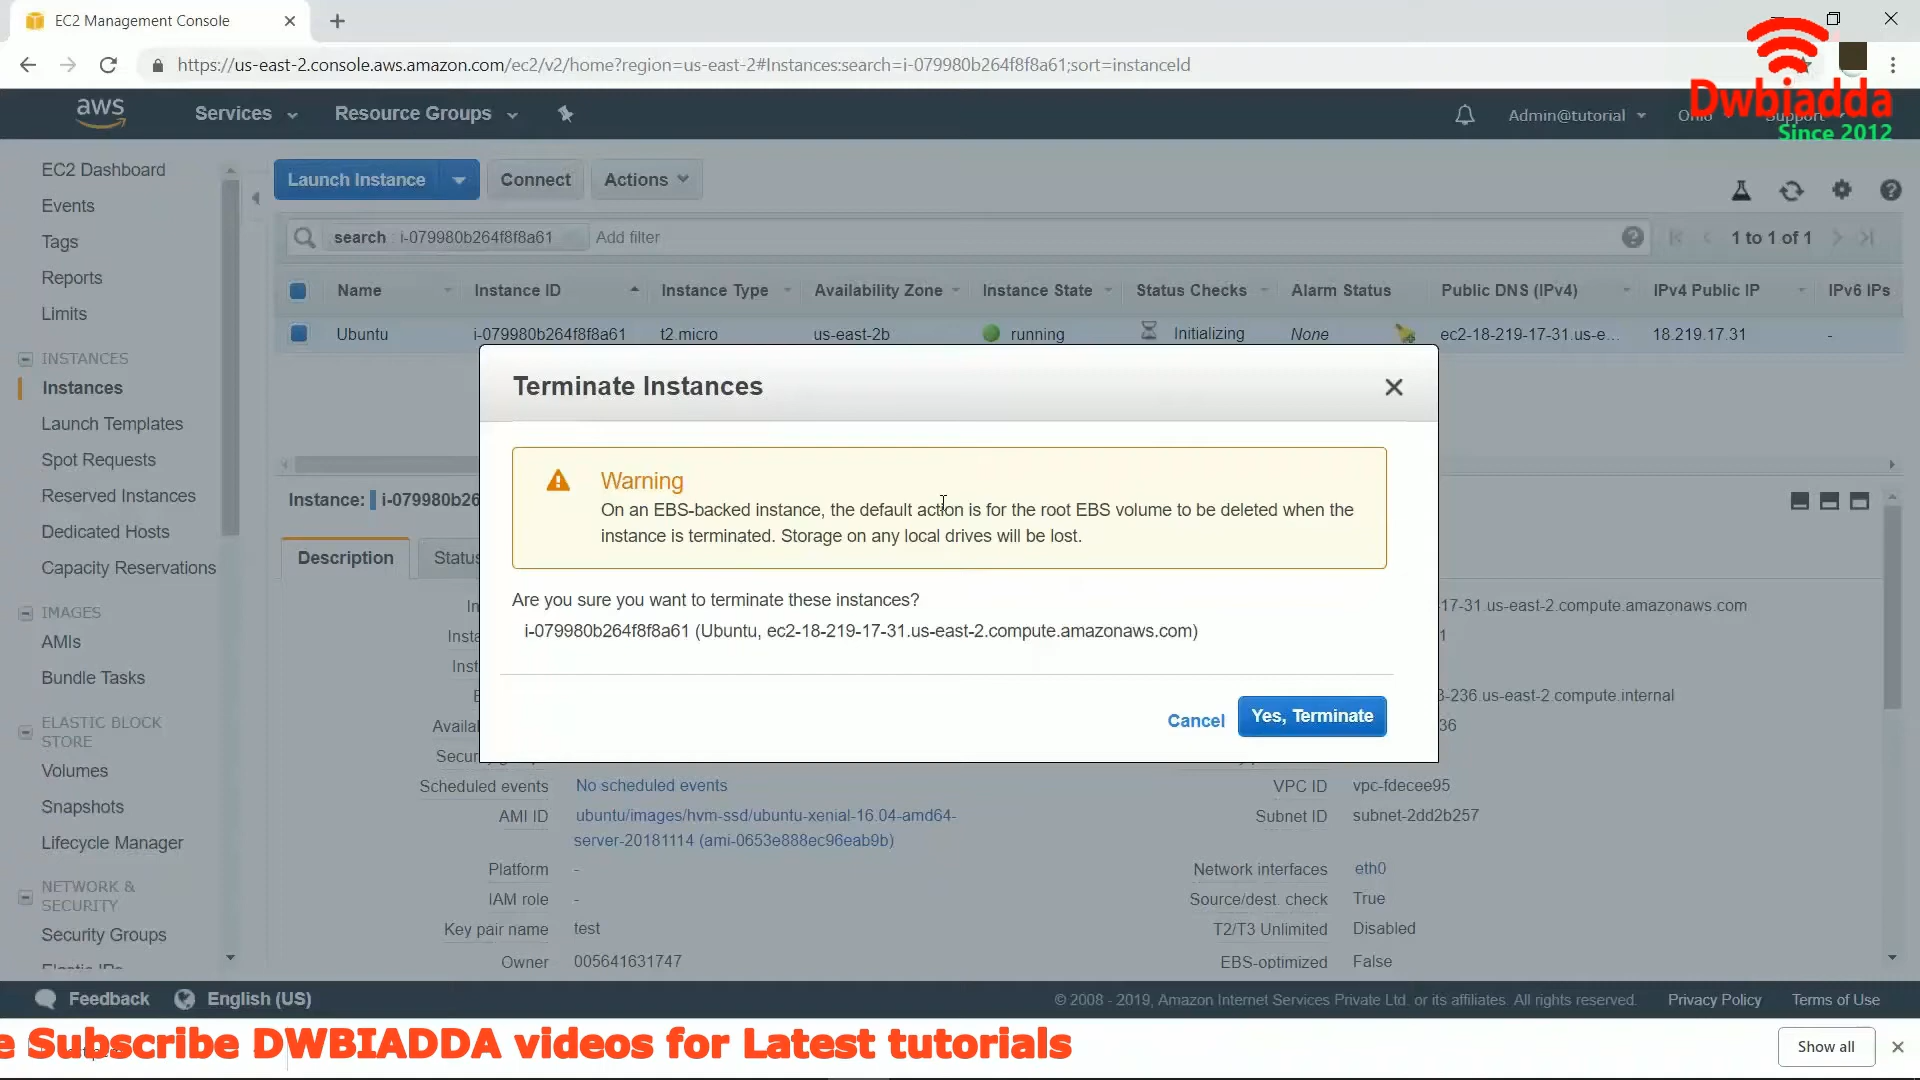 EC2 Management Console
https://us-east-2.console.aws.amazon.com/ec2/v2/home?region=us-east-2#Instances:search=i-079980b264f8f8a61;sort=instanceId
Dwbiadda
Since 2012
aws
Services
Resource Groups
Admin@tutorial
Ohio
Support
EC2 Dashboard
Events
Tags
Reports
Limits
INSTANCES
Instances
Launch Templates
Spot Requests
Reserved Instances
Dedicated Hosts
Capacity Reservations
IMAGES
AMIs
Bundle Tasks
ELASTIC BLOCK
STORE
Volumes
Snapshots
Lifecycle Manager
NETWORK &
SECURITY
Security Groups
Elastic IPs
Launch Instance
Connect
Actions
search : i-079980b264f8f8a61 Add filter
1 to 1 of 1
Name Instance ID Instance Type Availability Zone Instance State Status Checks Alarm Status Public DNS (IPv4) IPv4 Public IP IPv6 IPs
Ubuntu i-079980b264f8f8a61 t2.micro us-east-2b running Initializing None ec2-18-219-17-31.us-e... 18.219.17.31 -
Terminate Instances
Warning
On an EBS-backed instance, the default action is for the root EBS volume to be deleted when the
instance is terminated. Storage on any local drives will be lost.
Are you sure you want to terminate these instances?
i-079980b264f8f8a61 (Ubuntu, ec2-18-219-17-31.us-east-2.compute.amazonaws.com)
Cancel
Yes, Terminate
Instance: i-079980b26
Description
Status
17-31.us-east-2.compute.amazonaws.com
1
3-236.us-east-2.compute.internal
36
Scheduled events No scheduled events
AMI ID ubuntu/images/hvm-ssd/ubuntu-xenial-16.04-amd64-
server-20181114 (ami-0653e888ec96eab9b)
Platform -
IAM role -
Key pair name test
Owner 005641631747
VPC ID vpc-fdecee95
Subnet ID subnet-2dd2b257
Network interfaces eth0
Source/dest. check True
T2/T3 Unlimited Disabled
EBS-optimized False
Feedback
English (US)
© 2008 - 2019, Amazon Internet Services Private Ltd. or its affiliates. All rights reserved.
Privacy Policy
Terms of Use
e Subscribe DWBIADDA videos for Latest tutorials
Show all